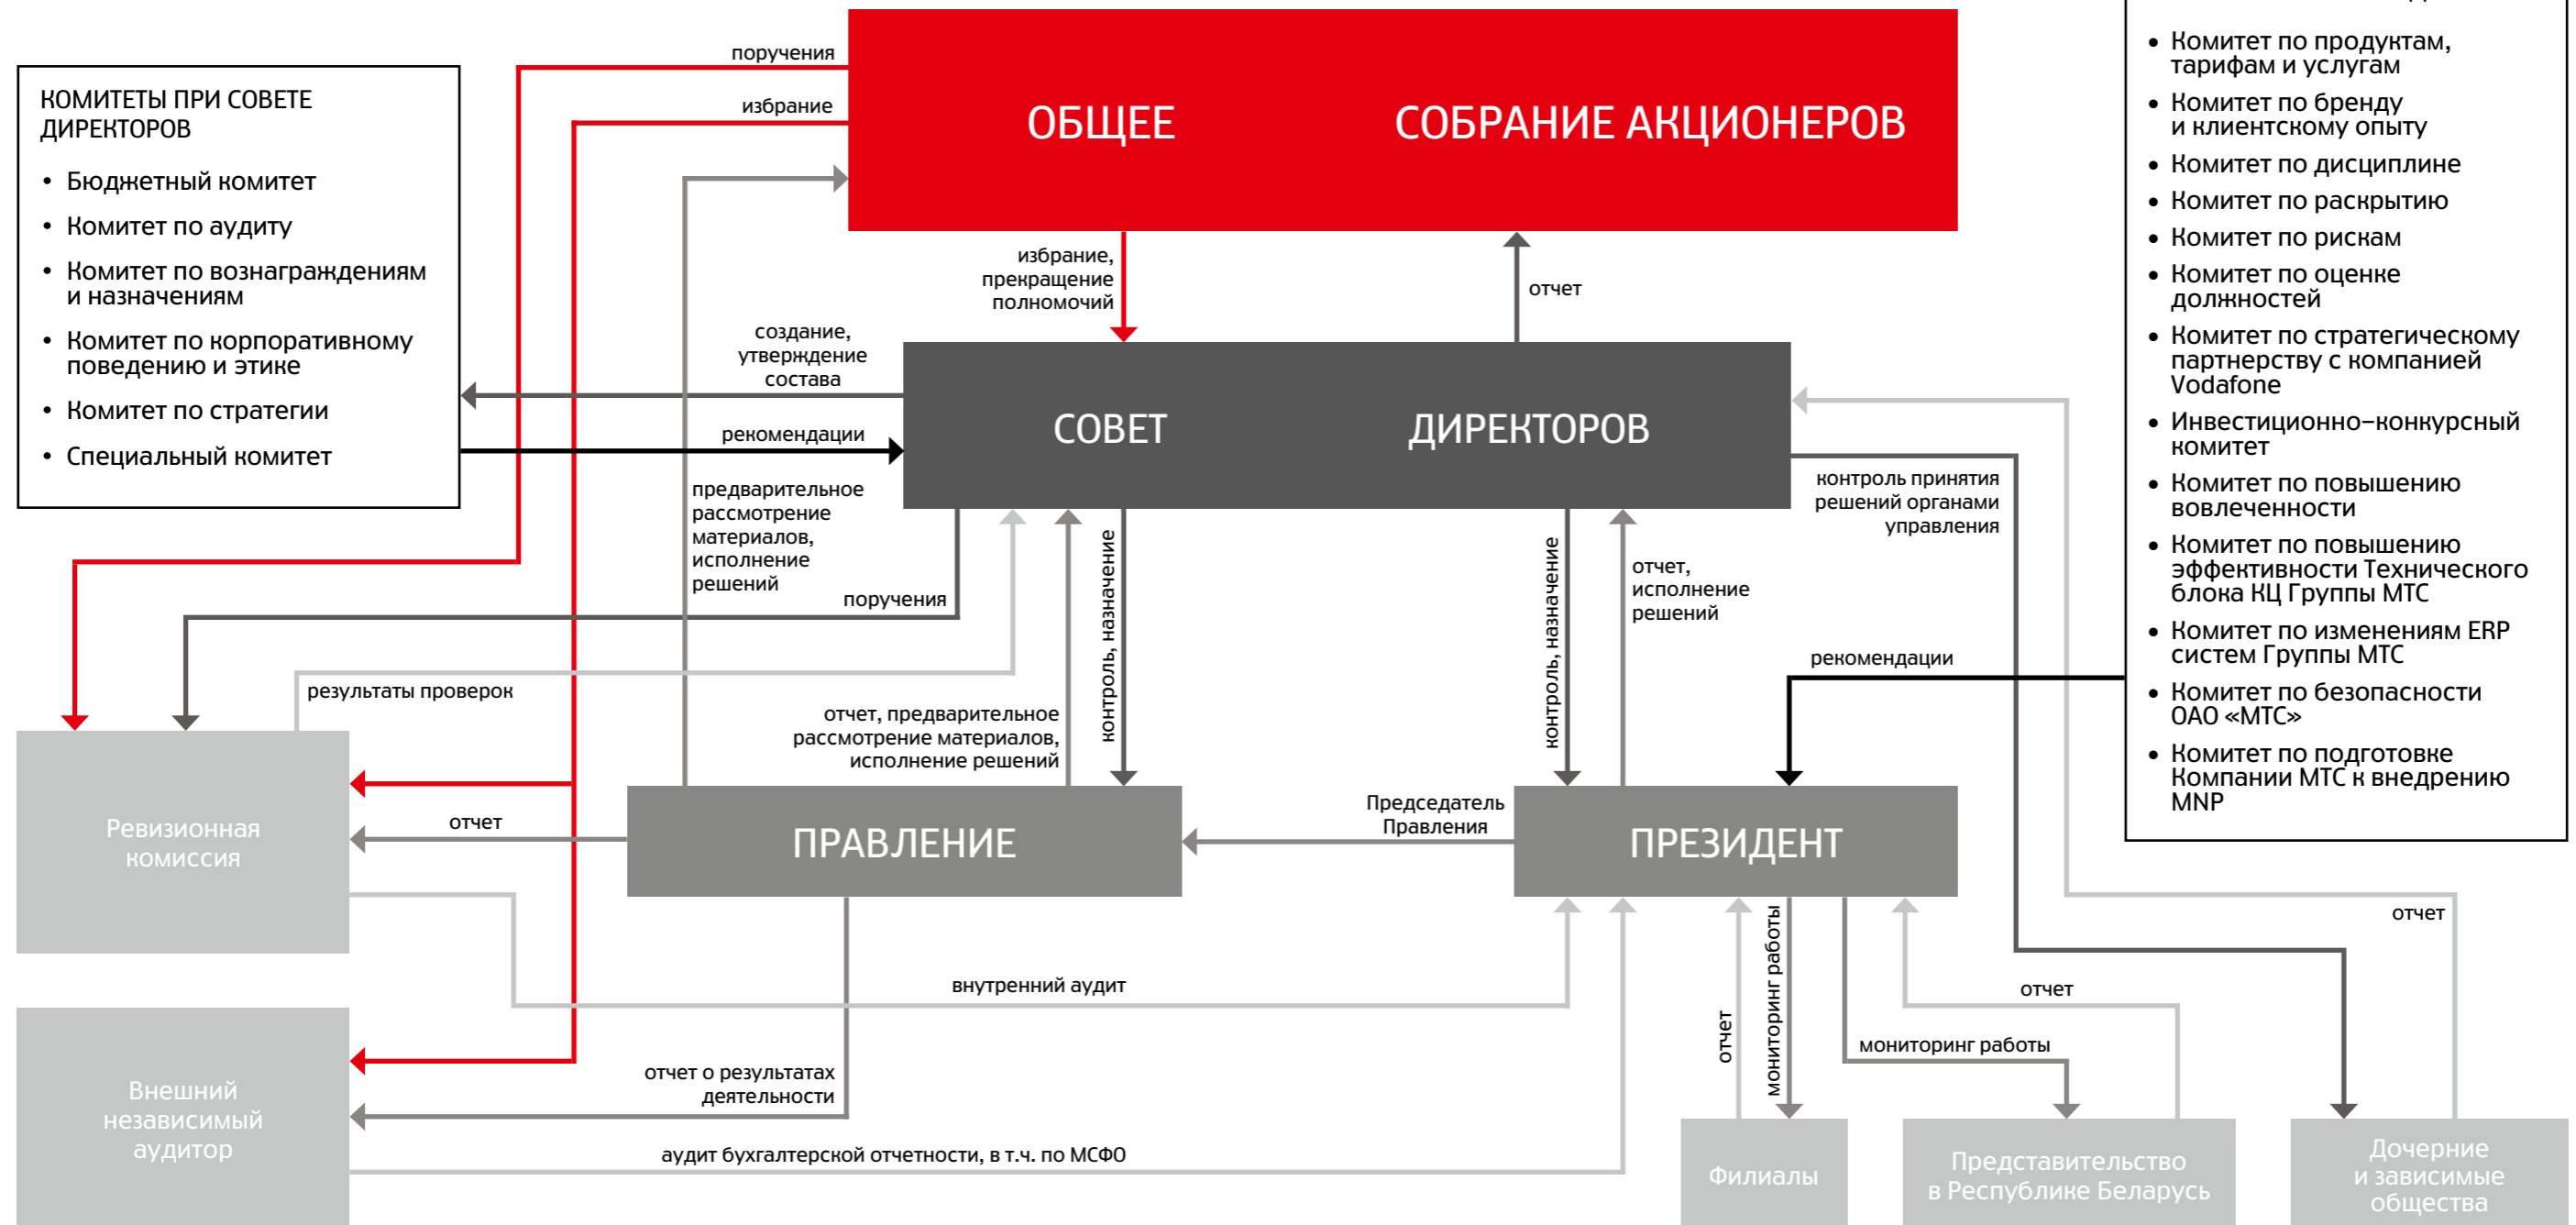 поручения
избрание
ОБЩЕЕ СОБРАНИЕ АКЦИОНЕРОВ
КОМИТЕТЫ ПРИ СОВЕТЕ
ДИРЕКТОРОВ
• Бюджетный комитет
• Комитет по аудиту
• Комитет по вознаграждениям
и назначениям
• Комитет по корпоративному
поведению и этике
• Комитет по стратегии
• Специальный комитет
избрание,
прекращение
полномочий
отчет
создание,
утверждение
состава
рекомендации
СОВЕТ ДИРЕКТОРОВ
предварительное
рассмотрение
материалов,
исполнение
решений
поручения
результаты проверок
отчет, предварительное
рассмотрение материалов,
исполнение решений
контроль, назначение
контроль, назначение
отчет,
исполнение
решений
контроль принятия
решений органами
управления
рекомендации
• Комитет по продуктам,
тарифам и услугам
• Комитет по бренду
и клиентскому опыту
• Комитет по дисциплине
• Комитет по раскрытию
• Комитет по рискам
• Комитет по оценке
должностей
• Комитет по стратегическому
партнерству с компанией
Vodafone
• Инвестиционно-конкурсный
комитет
• Комитет по повышению
вовлеченности
• Комитет по повышению
эффективности Технического
блока КЦ Группы МТС
• Комитет по изменениям ERP
систем Группы МТС
• Комитет по безопасности
ОАО «МТС»
• Комитет по подготовке
Компании МТС к внедрению
MNP
Ревизионная
комиссия
отчет
ПРАВЛЕНИЕ
Председатель
Правления
ПРЕЗИДЕНТ
отчет
внутренний аудит
отчет
мониторинг работы
отчет
мониторинг работы
Внешний
независимый
аудитор
отчет о результатах
деятельности
аудит бухгалтерской отчетности, в т.ч. по МСФО
Филиалы
Представительство
в Республике Беларусь
Дочерние
и зависимые
общества